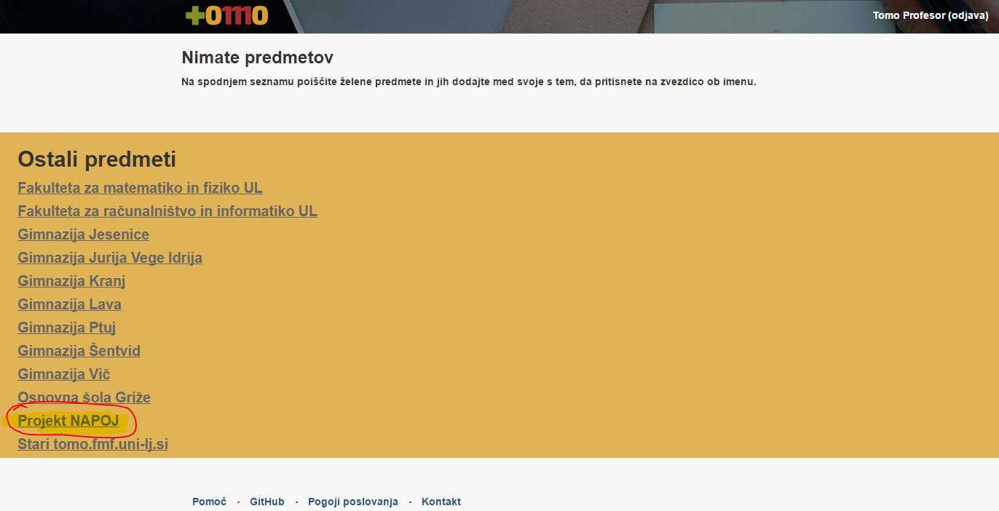 +omo
Tomo Profesor (odjava)
Nimate predmetov
Na spodnjem seznamu poiščite želene predmete in jih dodajte med svoje s tem, da pritisnete na zvezdico ob imenu.
Ostali predmeti
Fakulteta za matematiko in fiziko UL
Fakulteta za računalništvo in informatiko UL
Gimnazija Jesenice
Gimnazija Jurija Vege Idrija
Gimnazija Kranj
Gimnazija Lava
Gimnazija Ptuj
Gimnazija Šentvid
Gimnazija Vič
Osnovna šola Griže
Projekt NAPOJ
Stari tomo.fmf.uni-lj.si
Pomoč · GitHub · Pogoji poslovanja · Kontakt